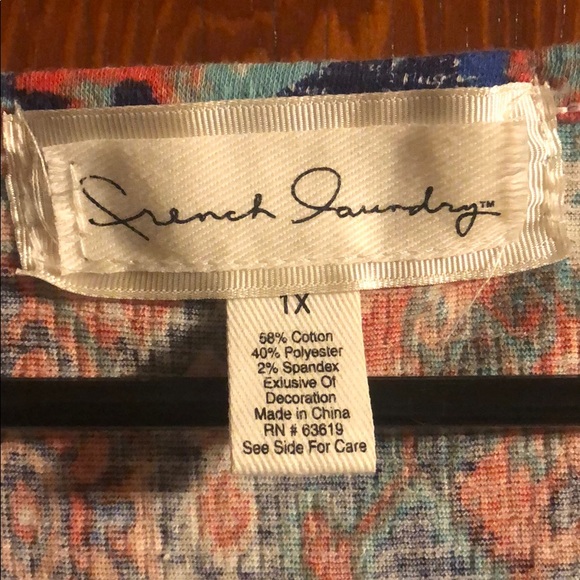 French Laundry™
1X
58% Cotton
40% Polyester
2% Spandex
Exlusive Of
Decoration
Made in China
RN # 63619
See Side For Care